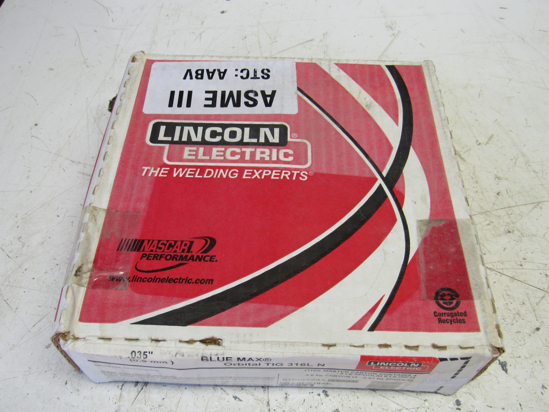 ASME III
STC: AABV
LINCOLN®
ELECTRIC
THE WELDING EXPERTS®
NASCAR
PERFORMANCE.
www.lincolnelectric.com
Corrugated
Recycles
.035"
BLUE MAX®
Orbital TIG 316L N
LINCOLN
ELECTRIC